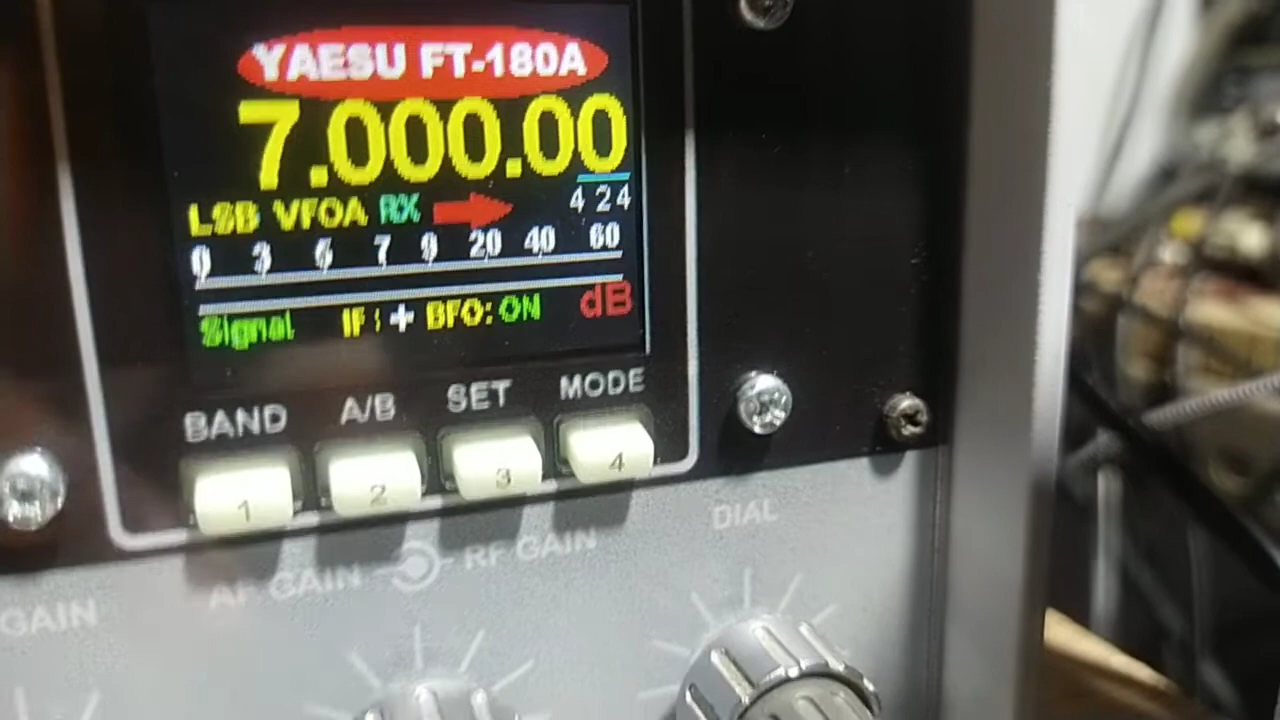 YAESU FT-180A
7.000.00
LSB VFOA RX 424
0 3 5 7 9 20 40 60
Signal IF : + BFO: ON dB
BAND A/B SET MODE
1 2 3 4
DIAL
AF GAIN RF GAIN
GAIN